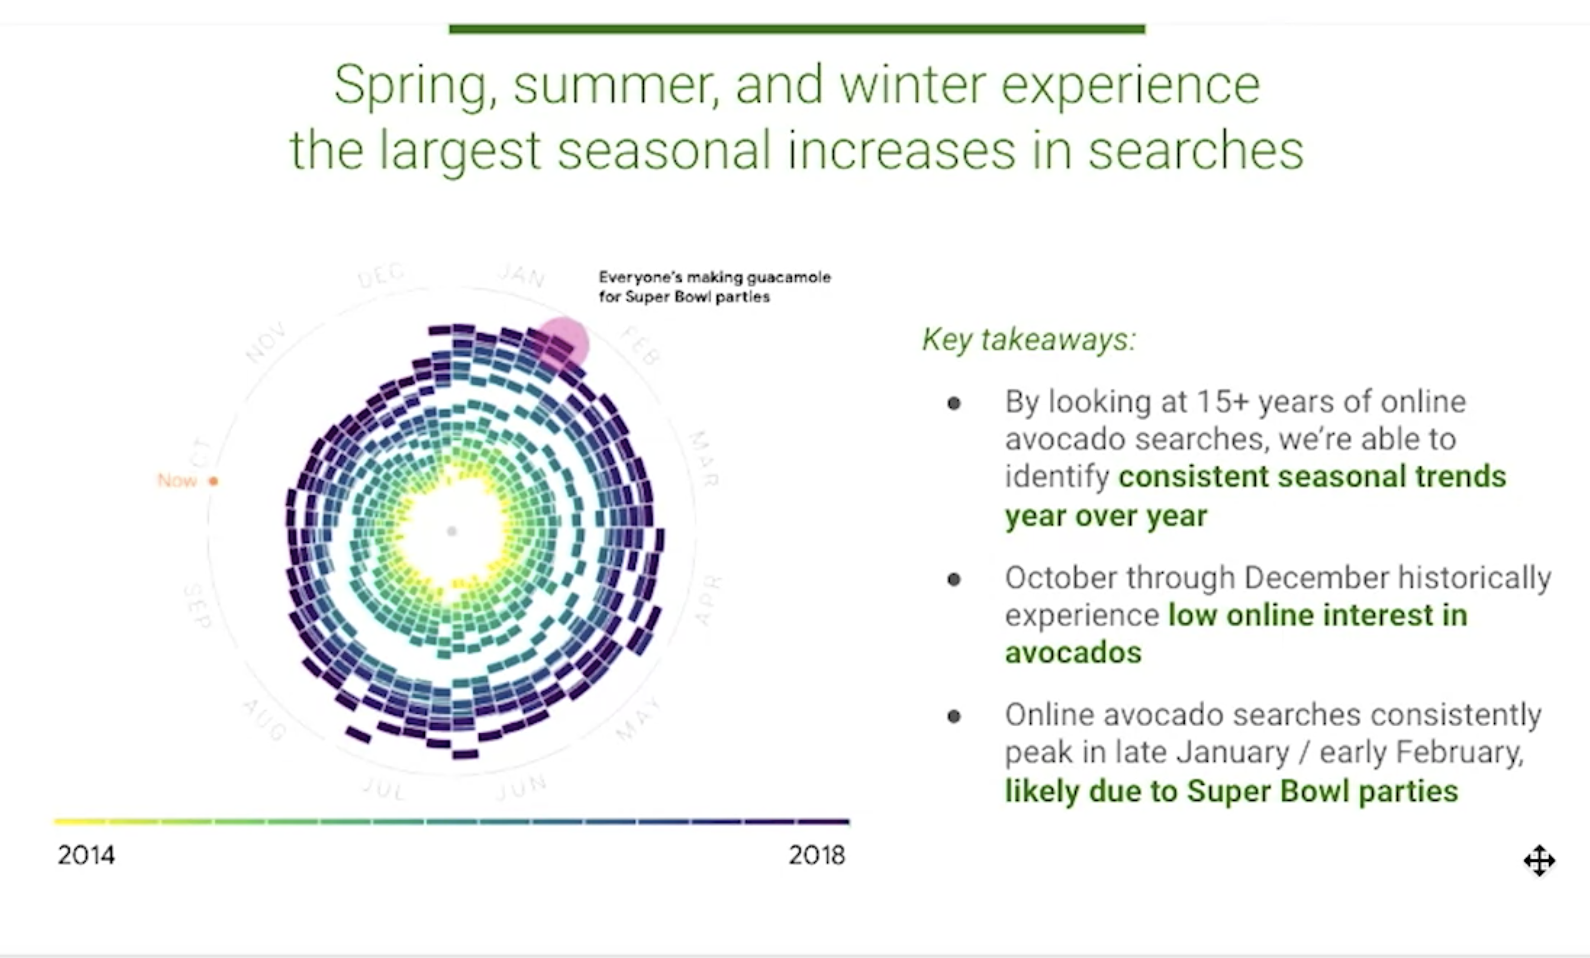 Spring, summer, and winter experience
the largest seasonal increases in searches
Everyone's making guacamole
for Super Bowl parties
DEC
JAN
NOV
FEB
CT
MAR
Now
SEP
APR
AUG
MAY
JUL
JUN
2014
2018
Key takeaways:
● By looking at 15+ years of online
avocado searches, we're able to
identify consistent seasonal trends
year over year
● October through December historically
experience low online interest in
avocados
● Online avocado searches consistently
peak in late January / early February,
likely due to Super Bowl parties